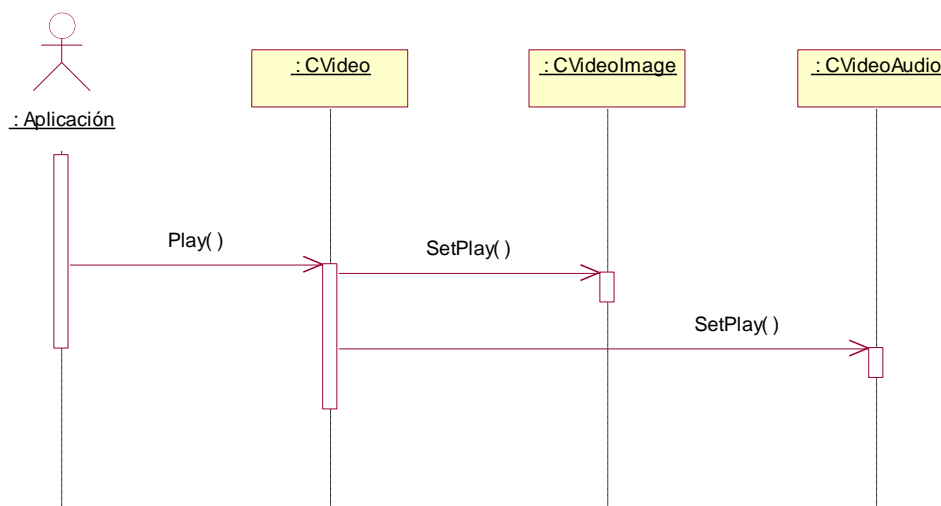 : CVideo
: CVideoImage
: CVideoAudio
: Aplicación
Play( )
SetPlay( )
SetPlay( )